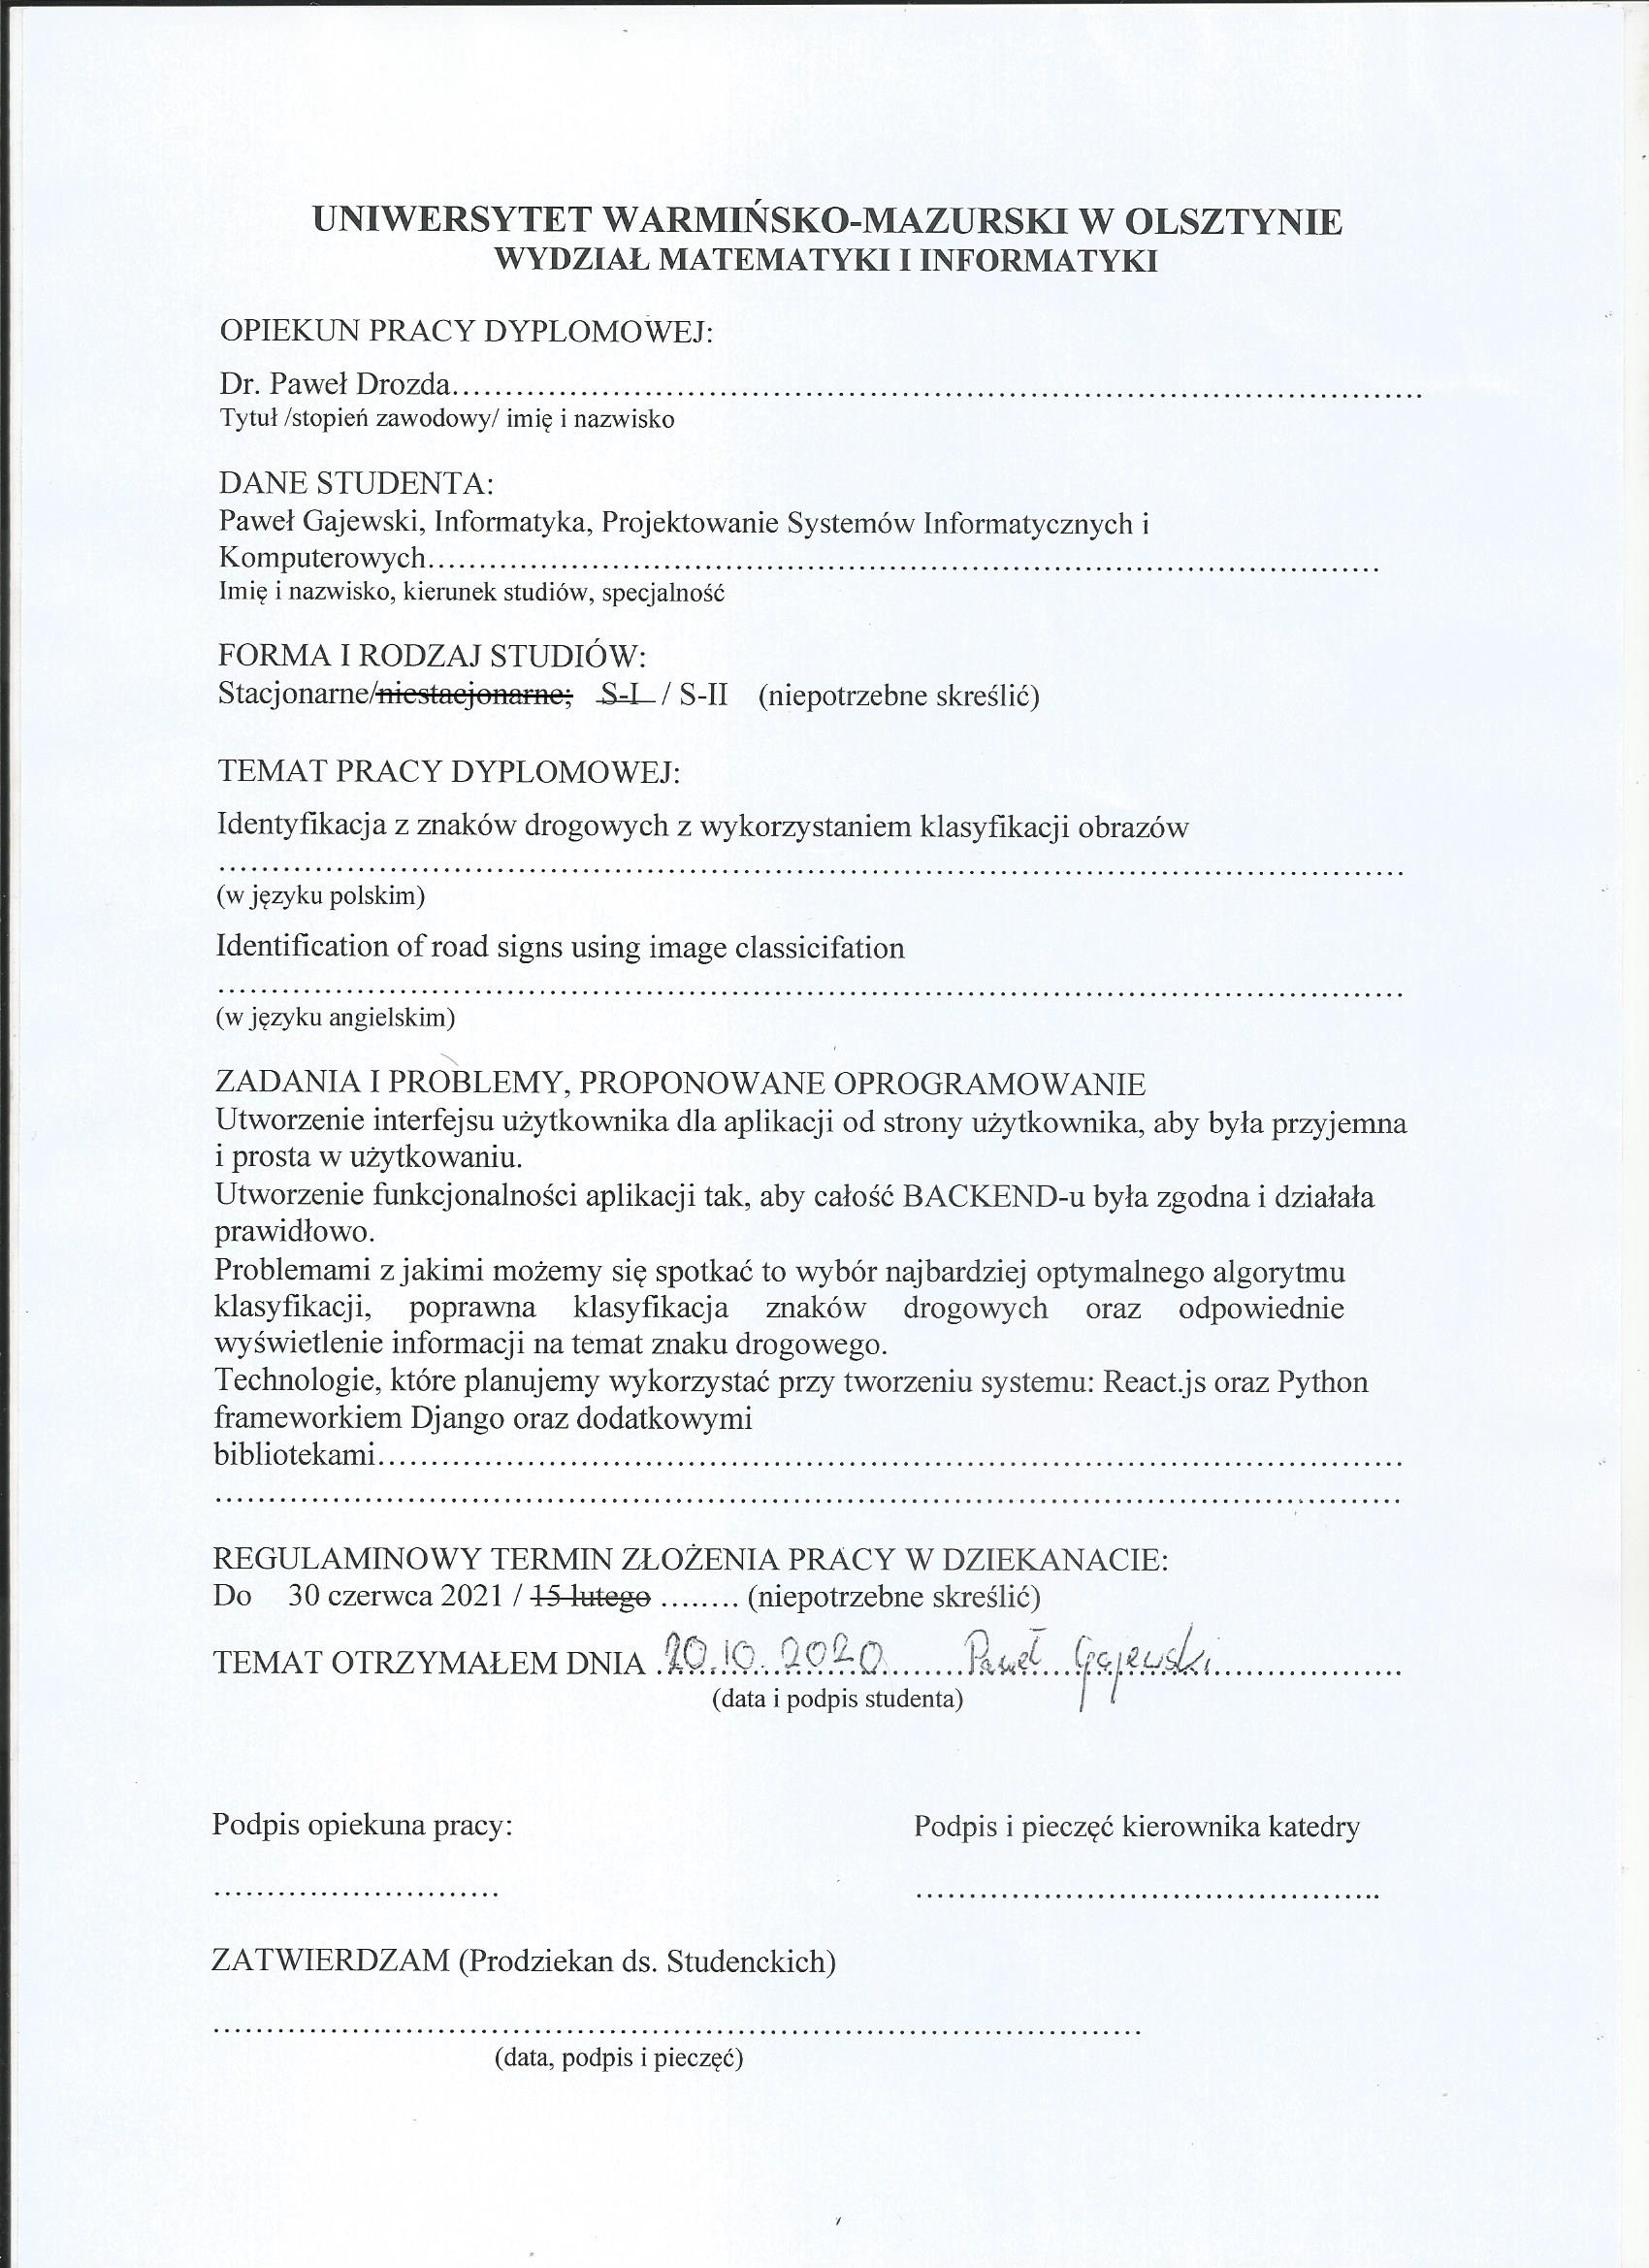 UNIWERSYTET WARMIŃSKO-MAZURSKI W OLSZTYNIE
WYDZIAŁ MATEMATYKI I INFORMATYKI
OPIEKUN PRACY DYPLOMOWEJ:
Dr. Paweł Drozda..........................................................................................
Tytuł /stopień zawodowy/ imię i nazwisko
DANE STUDENTA:
Paweł Gajewski, Informatyka, Projektowanie Systemów Informatycznych i
Komputerowych..........................................................................................
Imię i nazwisko, kierunek studiów, specjalność
FORMA I RODZAJ STUDIÓW:
Stacjonarne/niestacjonarne; S-I / S-II (niepotrzebne skreślić)
TEMAT PRACY DYPLOMOWEJ:
Identyfikacja z znaków drogowych z wykorzystaniem klasyfikacji obrazów
..........................................................................................
(w języku polskim)
Identification of road signs using image classicifation
..........................................................................................
(w języku angielskim)
ZADANIA I PROBLEMY, PROPONOWANE OPROGRAMOWANIE
Utworzenie interfejsu użytkownika dla aplikacji od strony użytkownika, aby była przyjemna
i prosta w użytkowaniu.
Utworzenie funkcjonalności aplikacji tak, aby całość BACKEND-u była zgodna i działała
prawidłowo.
Problemami z jakimi możemy się spotkać to wybór najbardziej optymalnego algorytmu
klasyfikacji, poprawna klasyfikacja znaków drogowych oraz odpowiednie
wyświetlenie informacji na temat znaku drogowego.
Technologie, które planujemy wykorzystać przy tworzeniu systemu: React.js oraz Python
frameworkiem Django oraz dodatkowymi
bibliotekami..........................................................................................
..........................................................................................
REGULAMINOWY TERMIN ZŁOŻENIA PRACY W DZIEKANACIE:
Do 30 czerwca 2021 / 15 lutego ........ (niepotrzebne skreślić)
TEMAT OTRZYMAŁEM DNIA 20.10.2020 Paweł Gajewski
(data i podpis studenta)
Podpis opiekuna pracy: Podpis i pieczęć kierownika katedry
........................... ............................................
ZATWIERDZAM (Prodziekan ds. Studenckich)
..........................................................................................
(data, podpis i pieczęć)